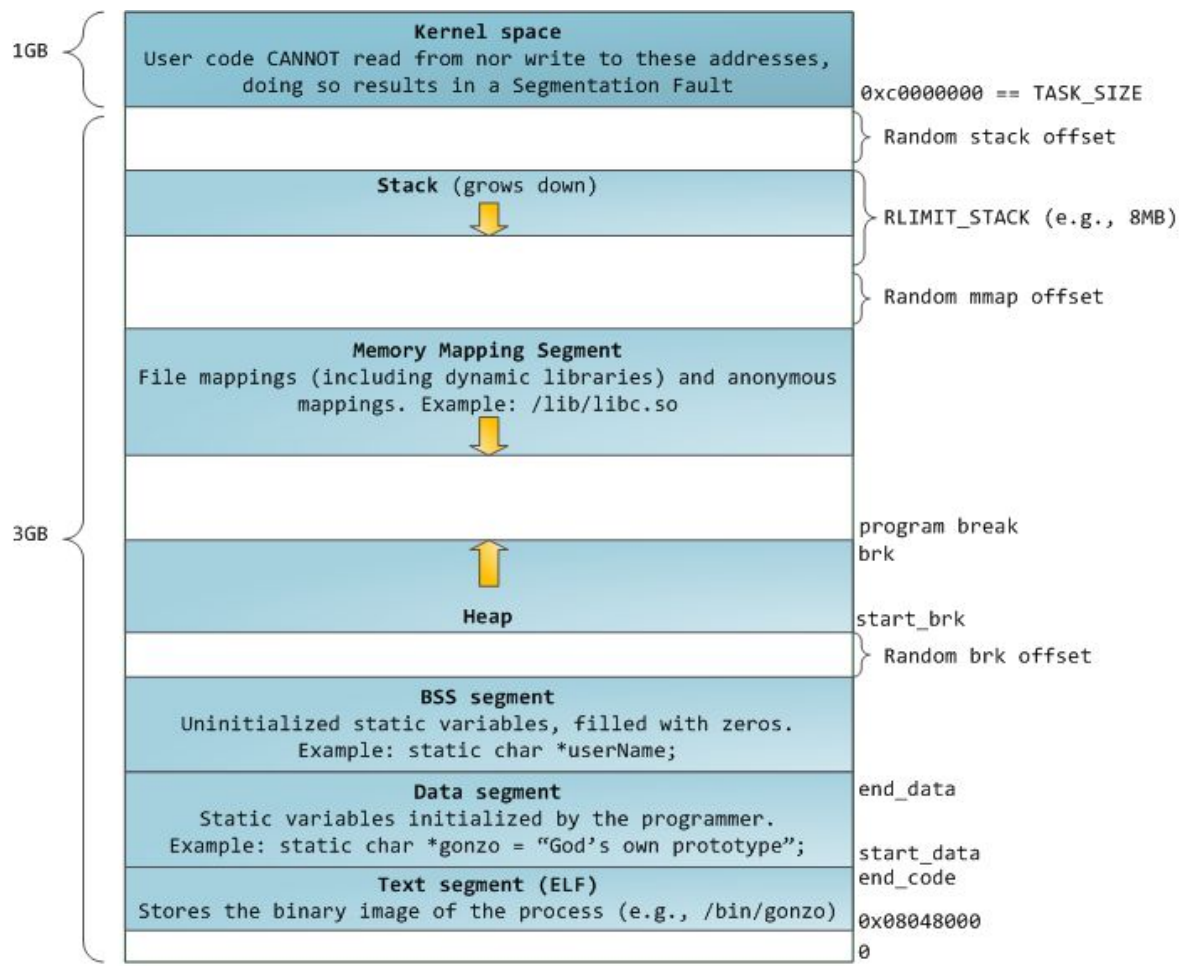 Kernel space
1GB
User code CANNOT read from nor write to these addresses,
doing so results in a Segmentation Fault
0xc0000000 == TASK_SIZE
Random stack offset
Stack (grows down)
RLIMIT_STACK (e.g., 8MB)
Random mmap offset
Memory Mapping Segment
File mappings (including dynamic libraries) and anonymous
mappings. Example: /lib/libc.so
3GB
program break
brk
Heap
start_brk
Random brk offset
BSS segment
Uninitialized static variables, filled with zeros.
Example: static char *userName;
Data segment
end_data
Static variables initialized by the programmer.
Example: static char *gonzo = “God’s own prototype”;
start_data
end_code
Text segment (ELF)
Stores the binary image of the process (e.g., /bin/gonzo)
0x08048000
0